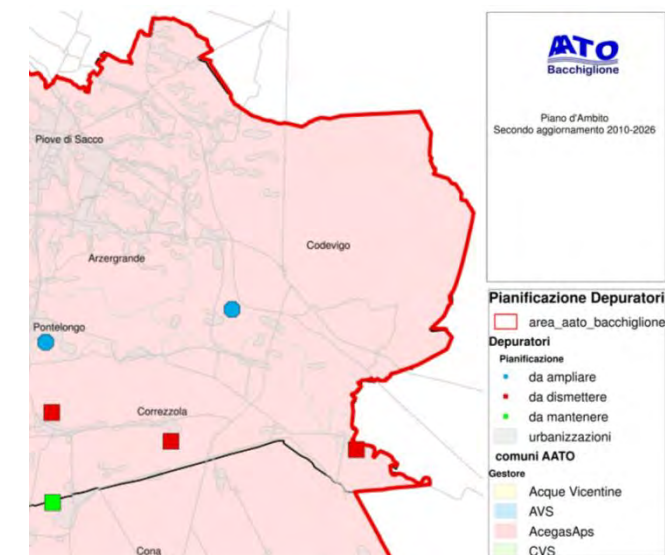 Piove di Sacco
Arzergrande
Codevigo
Pontelongo
Correzzola
Cona
AATO
Bacchiglione
Piano d'Ambito
Secondo aggiornamento 2010-2026
Pianificazione Depuratori
area_aato_bacchiglione
Depuratori
Pianificazione
da ampliare
da dismettere
da mantenere
urbanizzazioni
comuni AATO
Gestore
Acque Vicentine
AVS
AcegasAps
CVS